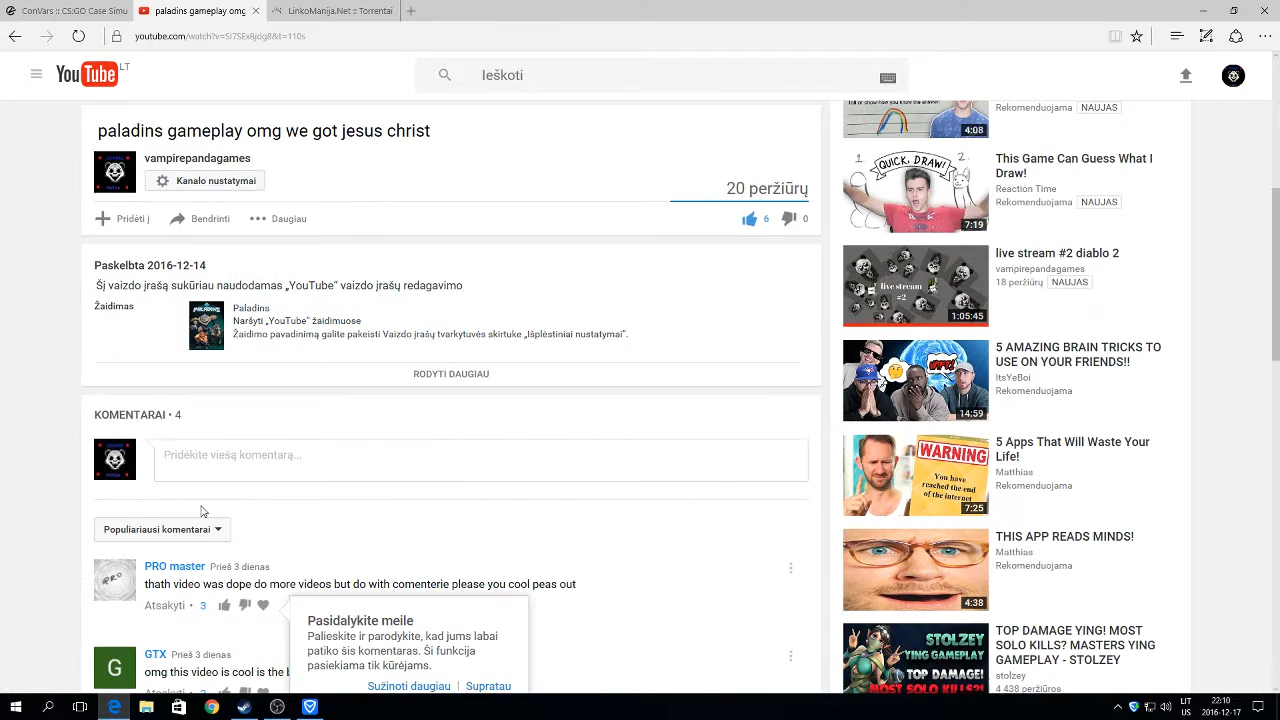 ConVars :: CS:GO Case Simu
paladins gameplay omg
LinkoManija.Net :: Torrentai
youtube.com/watch?v=Si7SExBjdg8&t=110s
YouTube LT
Ieškoti
paladins gameplay omg we got jesus christ
vampirepandagames
Kanalo nustatymai
20 peržiūrų
Pridėti į
Bendrinti
Daugiau
6
0
Paskelbta 2016-12-14
Šį vaizdo įrašą sukūriau naudodamas „YouTube“ vaizdo įrašų redagavimo
Žaidimas
Paladins
Naršyti „YouTube“ žaidimuose
Žaidimo pavadinimą galite pakeisti Vaizdo įrašų tvarkytuvės skirtuke „Išplėstiniai nustatymai“.
RODYTI DAUGIAU
KOMENTARAI • 4
Pridėkite viešą komentarą...
Populiariausi komentarai
PRO master Prieš 3 dienas
thath video was dope do more videos but do with comenterie please you cool peas out
Atsakyti • 3
Pasidalykite meile
Palieskite ir parodykite, kad jums labai
patiko šis komentaras. Ši funkcija
pasiekiama tik kūrėjams.
Sužinoti daugiau
Supratau
G
GTX Prieš 3 dienas
omg this videos is cool is d
Rekomenduojama NAUJAS
4:08
QUICK, DRAW!
1.
2.
7:19
This Game Can Guess What I
Draw!
Reaction Time
Rekomenduojama NAUJAS
live stream
#2
1:05:45
live stream #2 diablo 2
vampirepandagames
18 peržiūrų NAUJAS
14:59
5 AMAZING BRAIN TRICKS TO
USE ON YOUR FRIENDS!!
ItsYeBoi
Rekomenduojama
WARNING
You have
reached the end
of the internet
7:25
5 Apps That Will Waste Your
Life!
Matthias
Rekomenduojama
4:38
THIS APP READS MINDS!
Matthias
Rekomenduojama
STOLZEY
YING GAMEPLAY
TOP DAMAGE!
MOST SOLO KILLS?!
TOP DAMAGE YING! MOST
SOLO KILLS? MASTERS YING
GAMEPLAY - STOLZEY
stolzey
4 438 peržiūros
LIT
US
22:10
2016-12-17